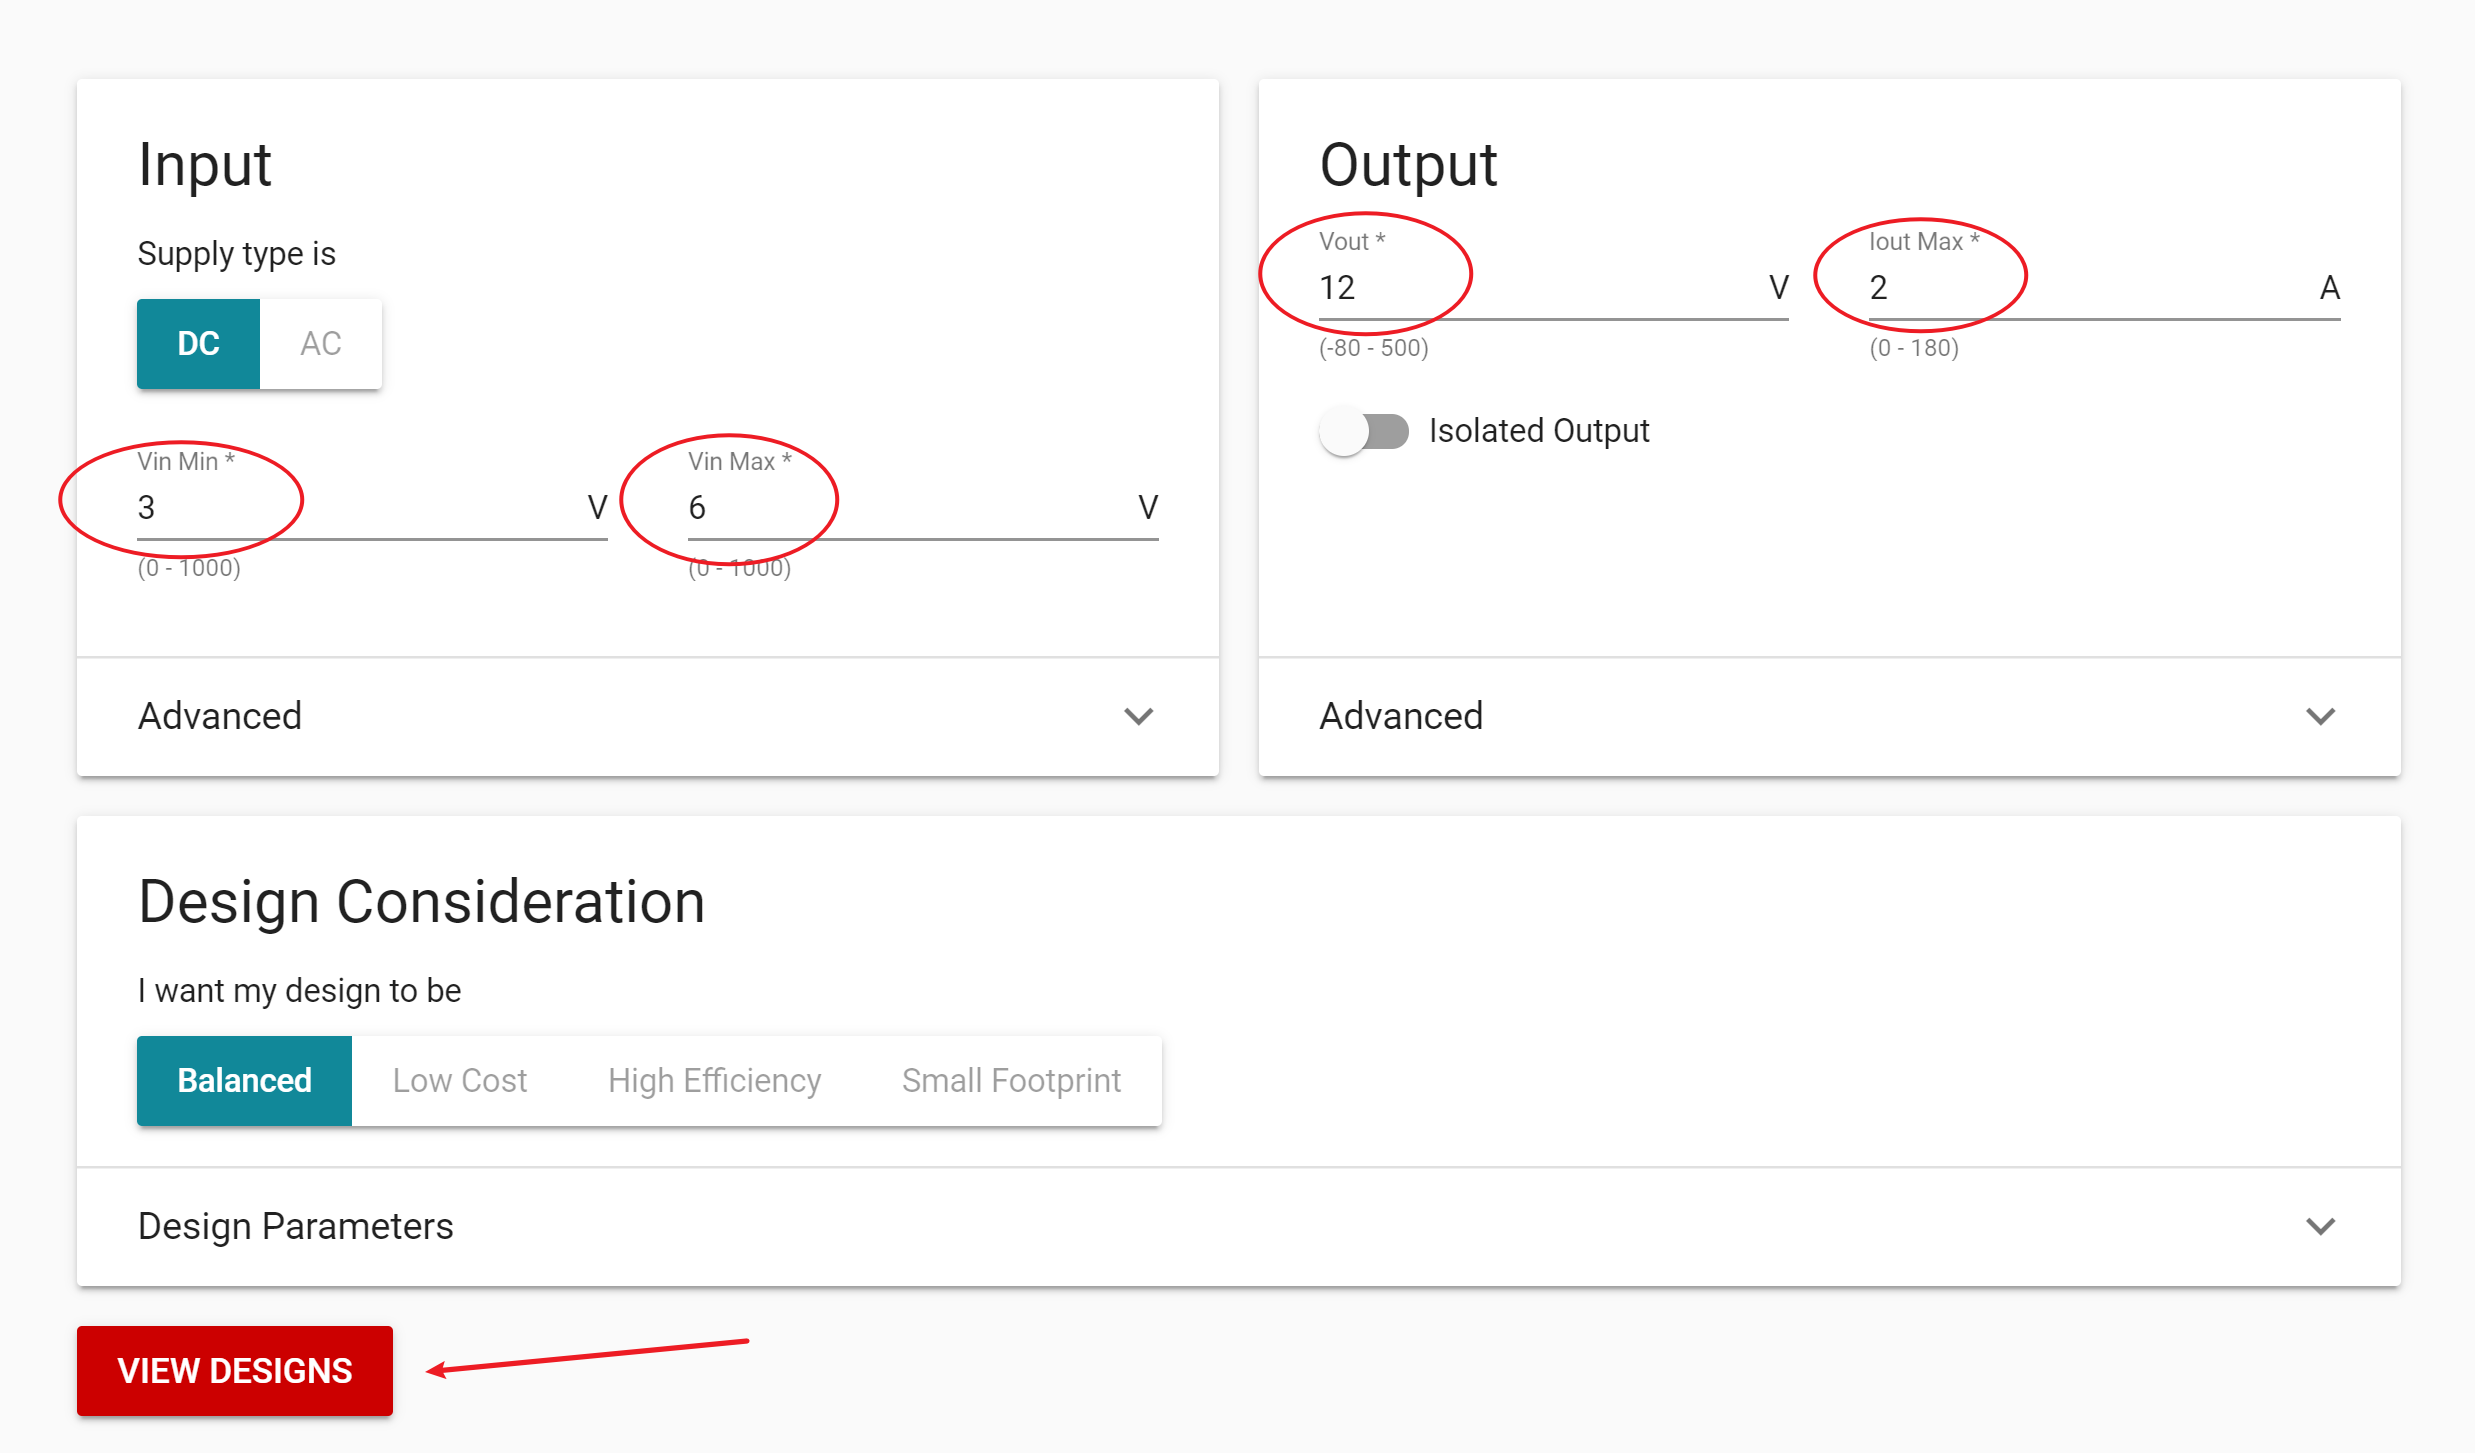 Input
Supply type is
DC AC
Vin Min * Vin Max *
3 V 6 V
(0 - 1000) (0 - 1000)
Advanced
Output
Vout * Iout Max *
12 V 2 A
(-80 - 500) (0 - 180)
Isolated Output
Advanced
Design Consideration
I want my design to be
Balanced Low Cost High Efficiency Small Footprint
Design Parameters
VIEW DESIGNS